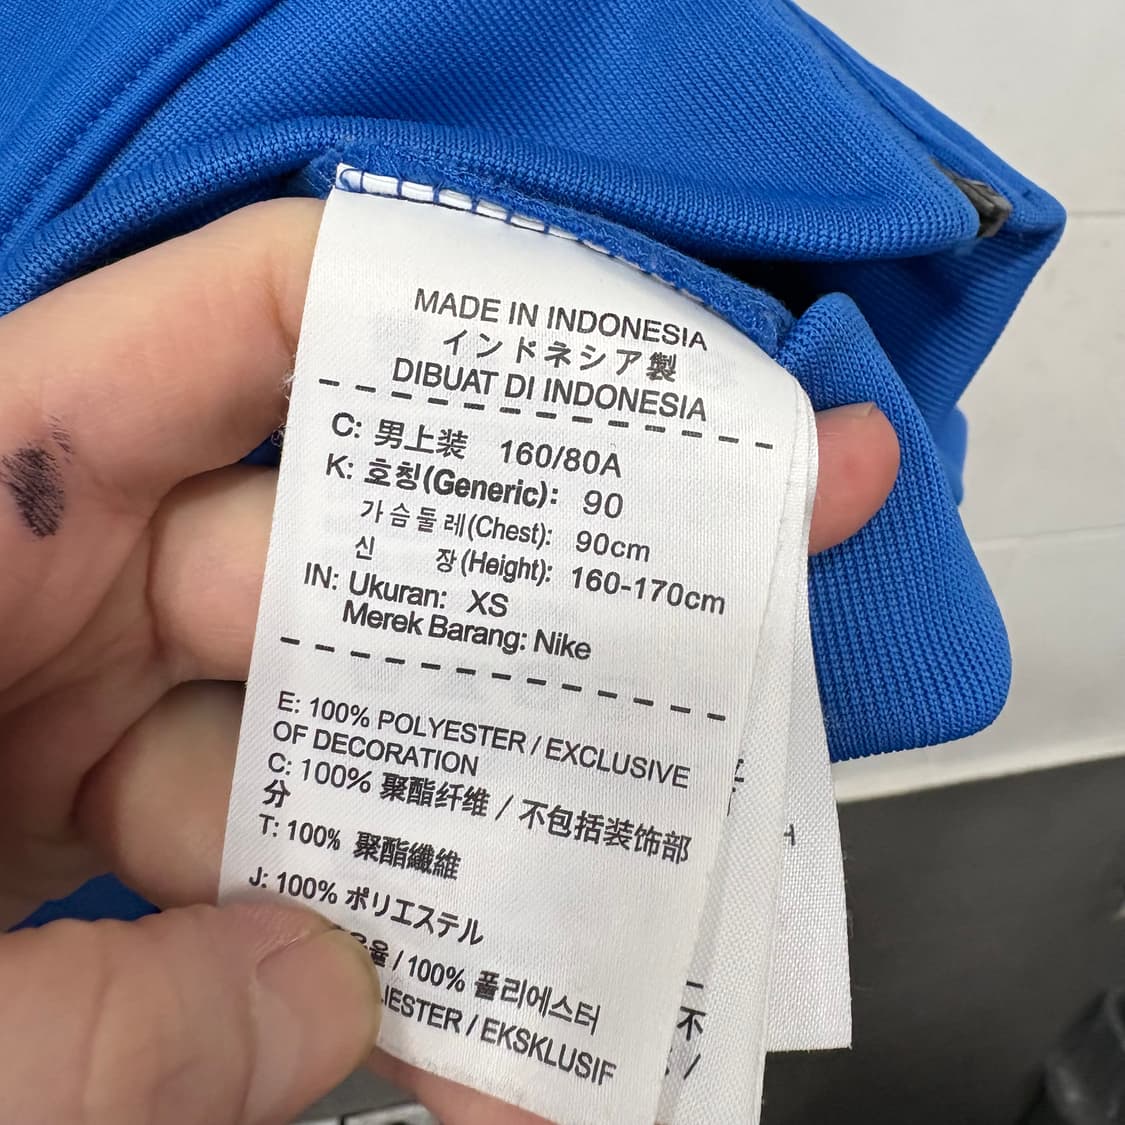 MADE IN INDONESIA
インドネシア製
DIBUAT DI INDONESIA
C: 男上装 160/80A
K: 호칭(Generic): 90
가슴둘레(Chest): 90cm
신 장(Height): 160-170cm
IN: Ukuran: XS
Merek Barang: Nike
E: 100% POLYESTER / EXCLUSIVE
OF DECORATION
C: 100% 聚酯纤维 / 不包括装饰部
分
T: 100% 聚酯纖維
J: 100% ポリエステル
/ 100% 폴리에스터
/ EKSKLUSIF
不
/